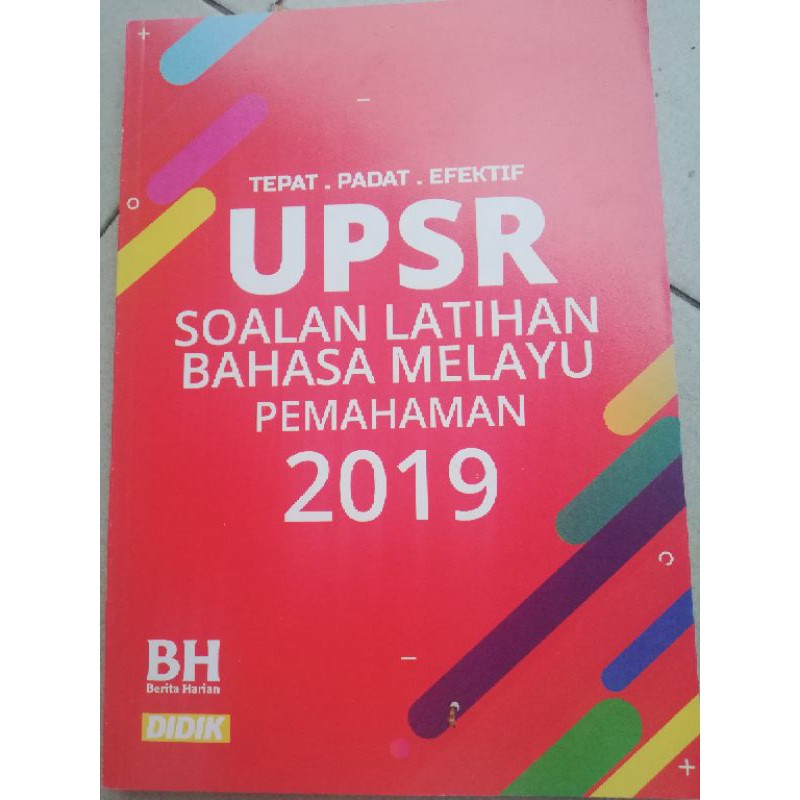 TEPAT . PADAT . EFEKTIF
UPSR
SOALAN LATIHAN
BAHASA MELAYU
PEMAHAMAN
2019
BH
Berita Harian
DIDIK